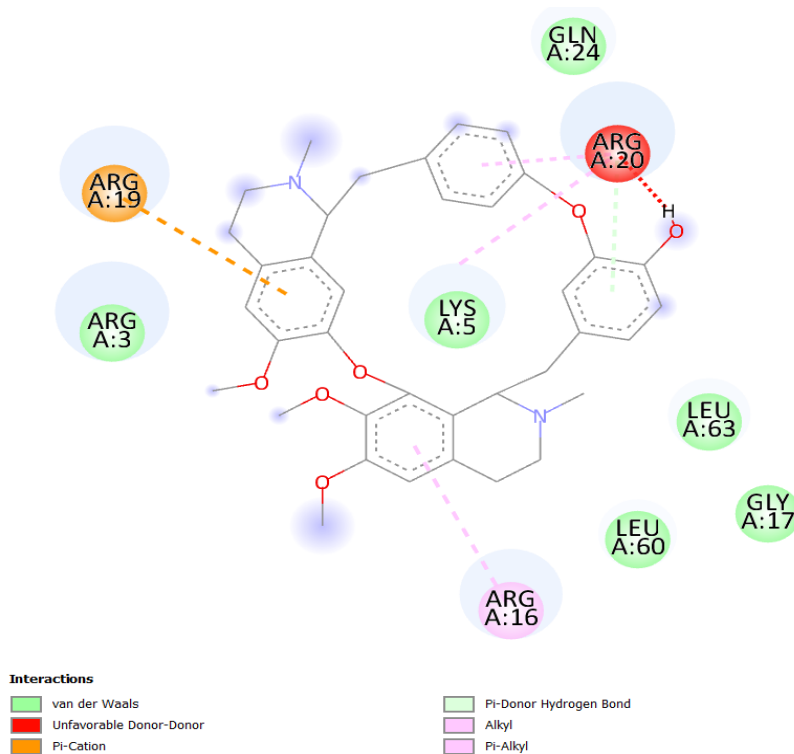 GLN
A:24
ARG
A:20
H
O
O
N
ARG
A:19
ARG
A:3
LYS
A:5
O
O
O
N
LEU
A:63
GLY
A:17
O
LEU
A:60
ARG
A:16
Interactions
van der Waals
Unfavorable Donor-Donor
Pi-Cation
Pi-Donor Hydrogen Bond
Alkyl
Pi-Alkyl